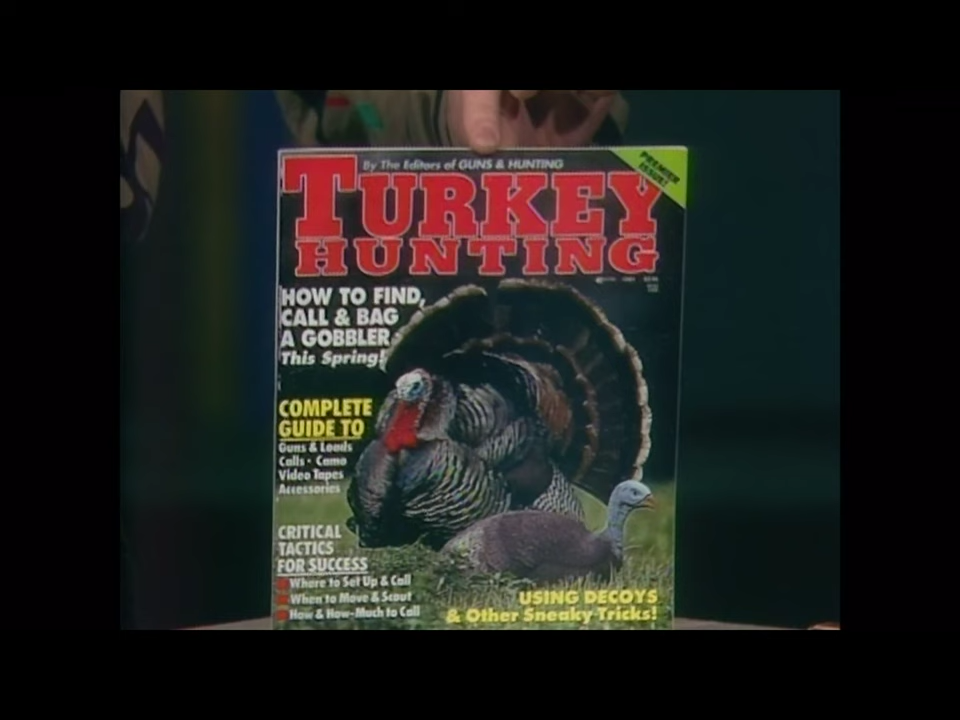 By The Editors of GUNS & HUNTING
PREMIER
ISSUE!
TURKEY
HUNTING
HOW TO FIND,
CALL & BAG
A GOBBLER
This Spring!
COMPLETE
GUIDE TO
Guns & Loads
Calls • Camo
Video Tapes
Accessories
CRITICAL
TACTICS
FOR SUCCESS
Where to Set Up & Call
When to Move & Scout
How & How-Much to Call
USING DECOYS
& Other Sneaky Tricks!